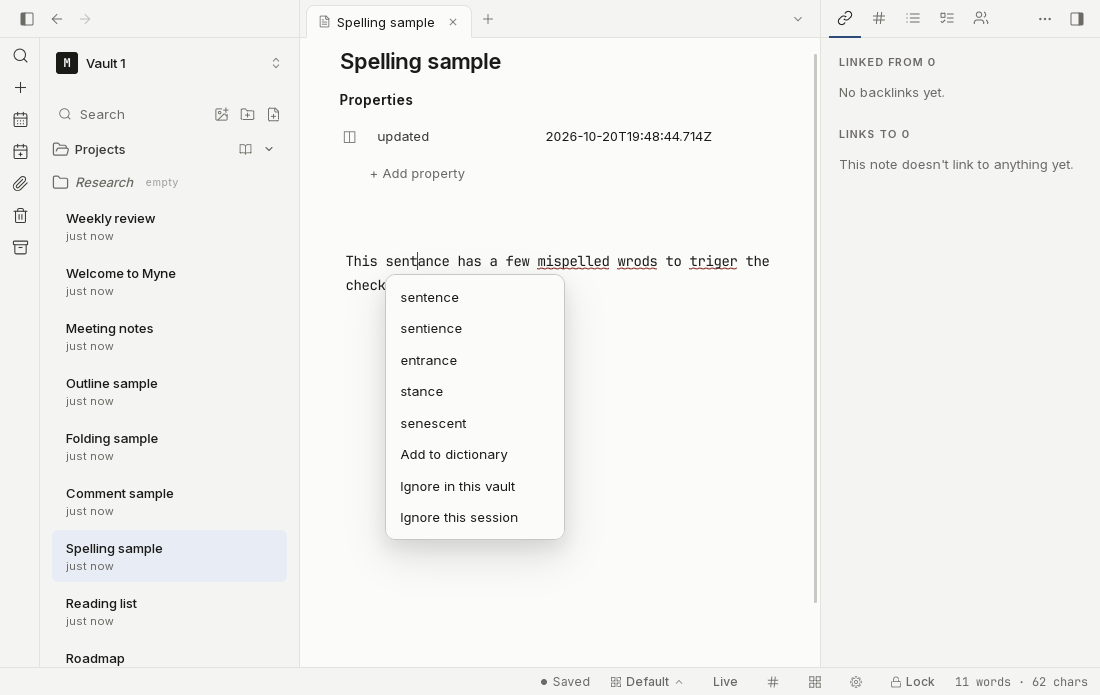 Spelling sample
M
Vault 1
Search
Projects
Research empty
Weekly review
just now
Welcome to Myne
just now
Meeting notes
just now
Outline sample
just now
Folding sample
just now
Comment sample
just now
Spelling sample
just now
Reading list
just now
Roadmap
Spelling sample
Properties
updated 2026-10-20T19:48:44.714Z
+ Add property
This sentance has a few mispelled wrods to triger the
check
sentence
sentience
entrance
stance
senescent
Add to dictionary
Ignore in this vault
Ignore this session
LINKED FROM 0
No backlinks yet.
LINKS TO 0
This note doesn't link to anything yet.
Saved
Default
Live
Lock
11 words · 62 chars